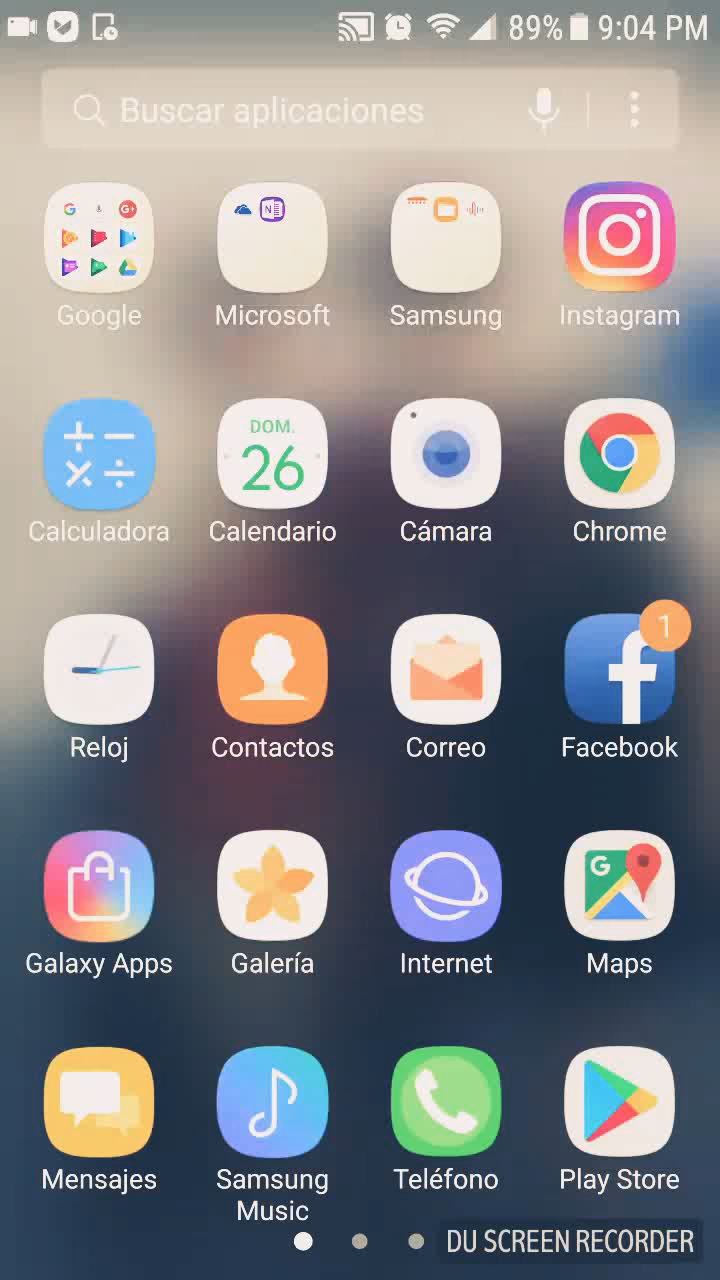 89% 9:04 PM
Buscar aplicaciones
Google Microsoft Samsung Instagram
DOM.
26
Calculadora Calendario Cámara Chrome
1
Reloj Contactos Correo Facebook
G
Galaxy Apps Galería Internet Maps
Mensajes Samsung Music Teléfono Play Store
DU SCREEN RECORDER